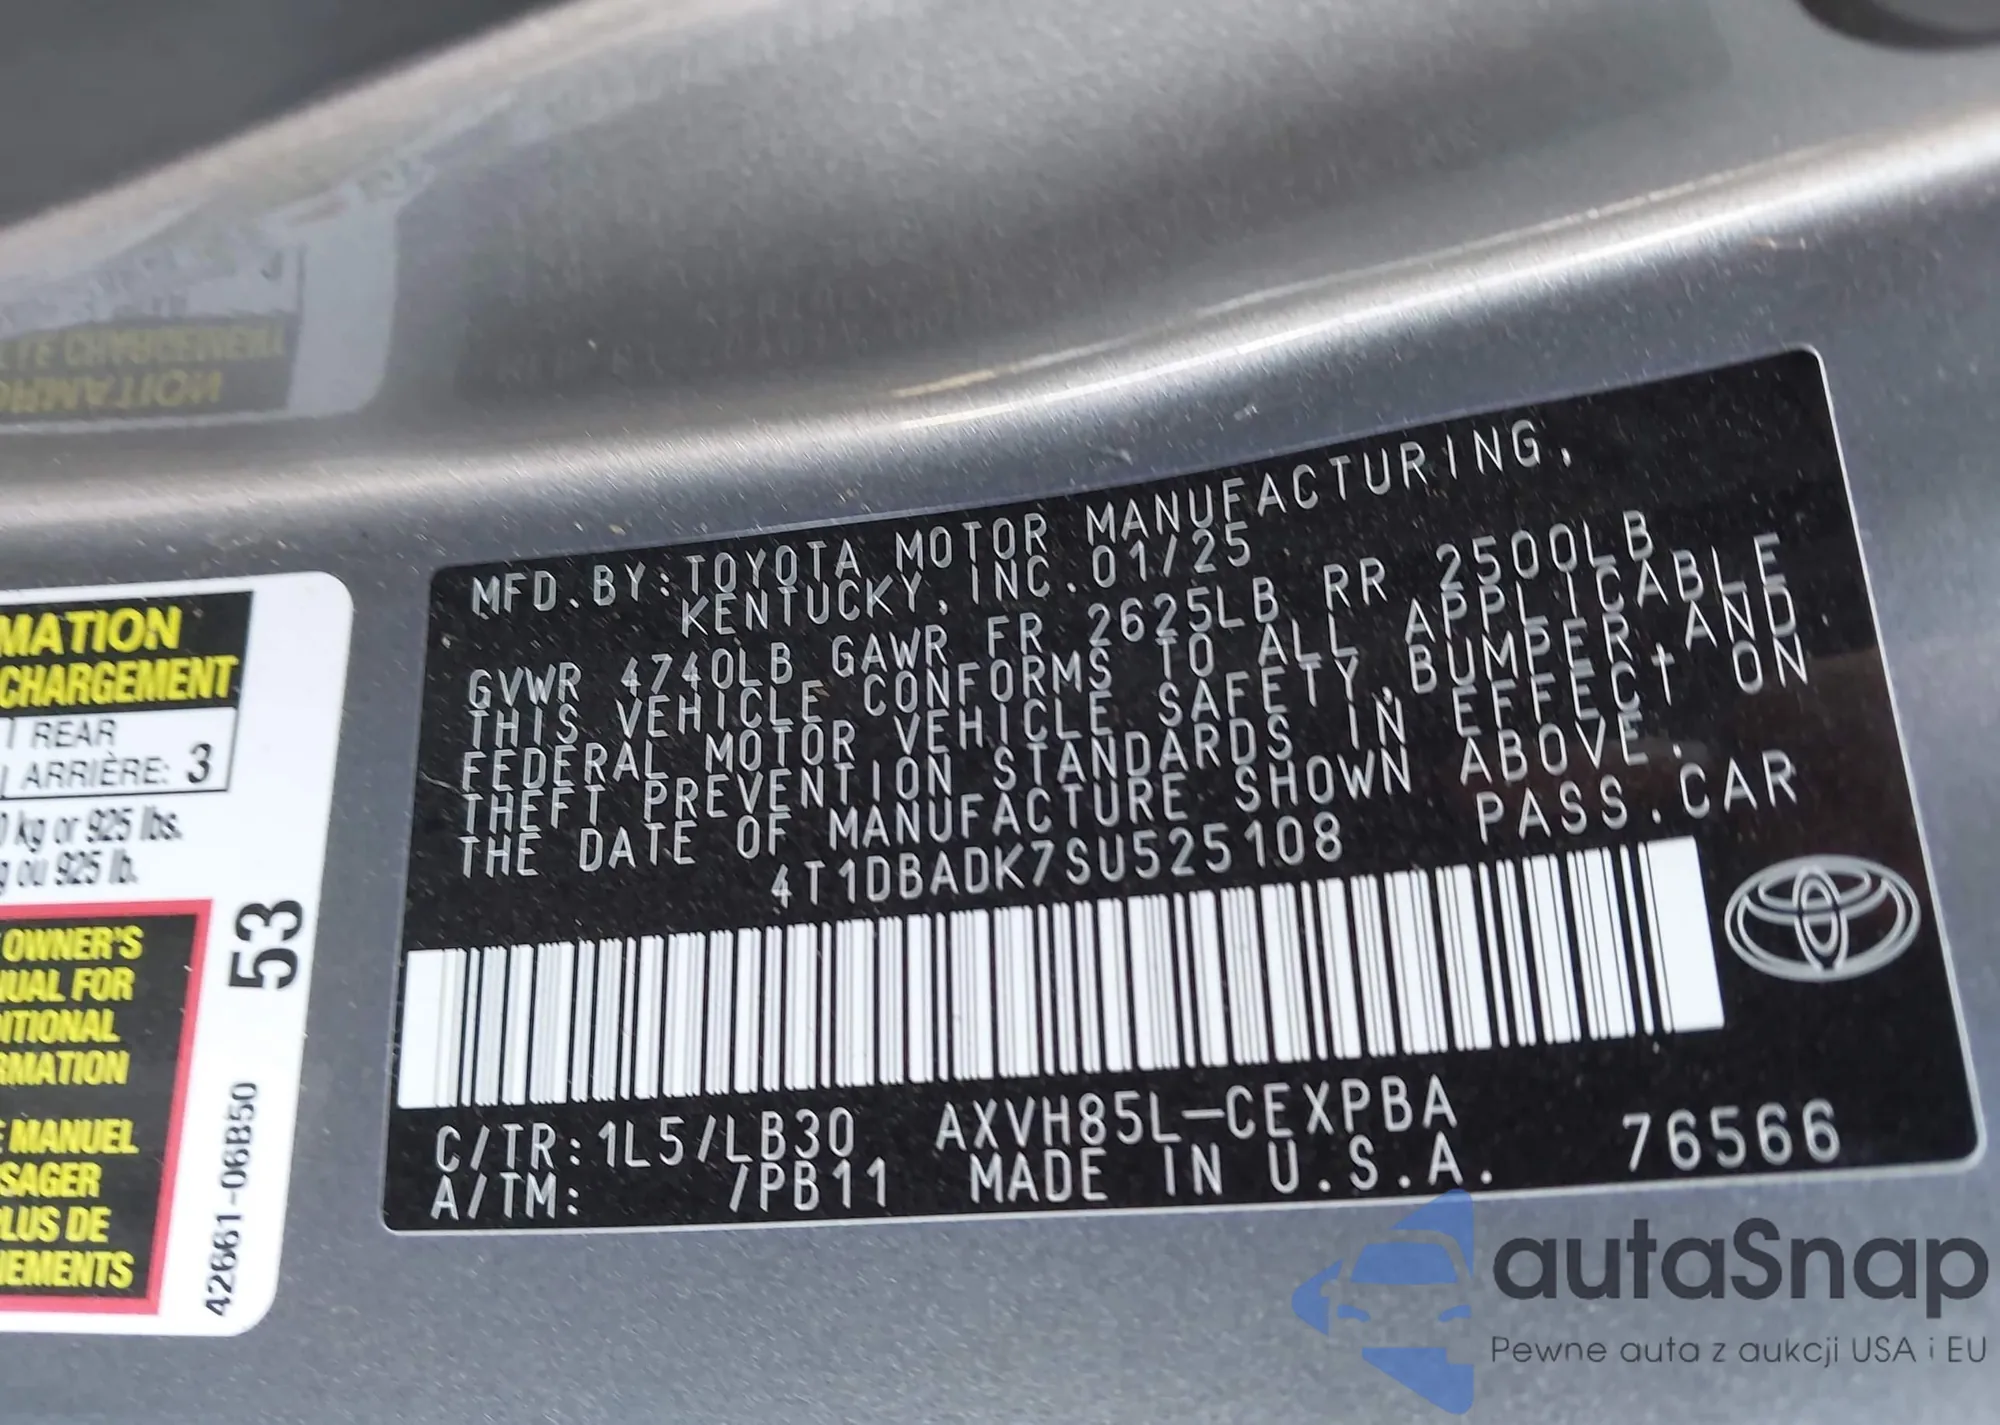 MFD.BY:TOYOTA MOTOR MANUFACTURING,
KENTUCKY,INC.01/25
GVWR 4740LB GAWR FR 2625LB RR 2500LB
THIS VEHICLE CONFORMS TO ALL APPLICABLE
FEDERAL MOTOR VEHICLE SAFETY,BUMPER,AND
THEFT PREVENTION STANDARDS IN EFFECT ON
THE DATE OF MANUFACTURE SHOWN ABOVE.
4T1DBADK7SU525108 PASS.CAR
C/TR:1L5/LB30 AXVH85L-CEXPBA
A/TM: /PB11 MADE IN U.S.A. 76566
MATION
CHARGEMENT
REAR
ARRIÈRE: 3
kg or 925 lbs.
ou 925 lb.
OWNER'S
UAL FOR
ITIONAL
RMATION
MANUEL
SAGER
PLUS DE
NEMENTS
53
42661-06B50
autaSnap
Pewne auta z aukcji USA i EU